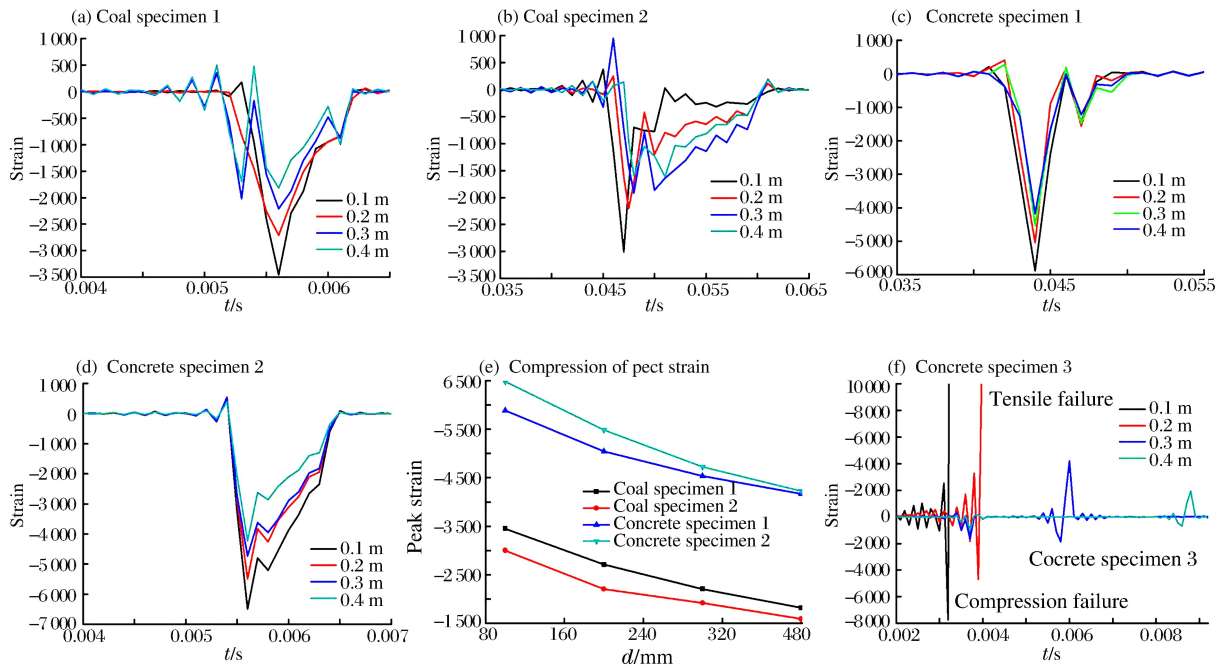 (a) Coal specimen 1
1 000
500
0
−500
−1 000
−1 500
−2 000
−2 500
−3 000
−3 500
Strain
0.1 m
0.2 m
0.3 m
0.4 m
0.004
0.005
0.006
t/s
(b) Coal specimen 2
1 000
500
0
−500
−1 000
−1 500
−2 000
−2 500
−3 000
−3 500
Strain
0.1 m
0.2 m
0.3 m
0.4 m
0.035
0.045
0.055
0.065
t/s
(c) Concrete specimen 1
1 000
0
−1 000
−2 000
−3 000
−4 000
−5 000
−6 000
Strain
0.1 m
0.2 m
0.3 m
0.4 m
0.035
0.045
0.055
t/s
(d) Concrete specimen 2
1 000
0
−1 000
−2 000
−3 000
−4 000
−5 000
−6 000
−7 000
Strain
0.1 m
0.2 m
0.3 m
0.4 m
0.004
0.005
0.006
0.007
t/s
(e) Compression of pect strain
6 500
−5 500
−4 500
−3 500
−2 500
−1 500
Peak strain
Coal specimen 1
Coal specimen 2
Concrete specimen 1
Concrete specimen 2
80
160
240
320
400
480
d/mm
(f) Concrete specimen 3
10 000
8 000
−6 000
−4 000
−2 000
0
−2 000
−4 000
−6 000
−8 000
Strain
Tensile failure
0.1 m
0.2 m
0.3 m
0.4 m
Cocrete specimen 3
Compression failure
0.002
0.004
0.006
0.008
t/s